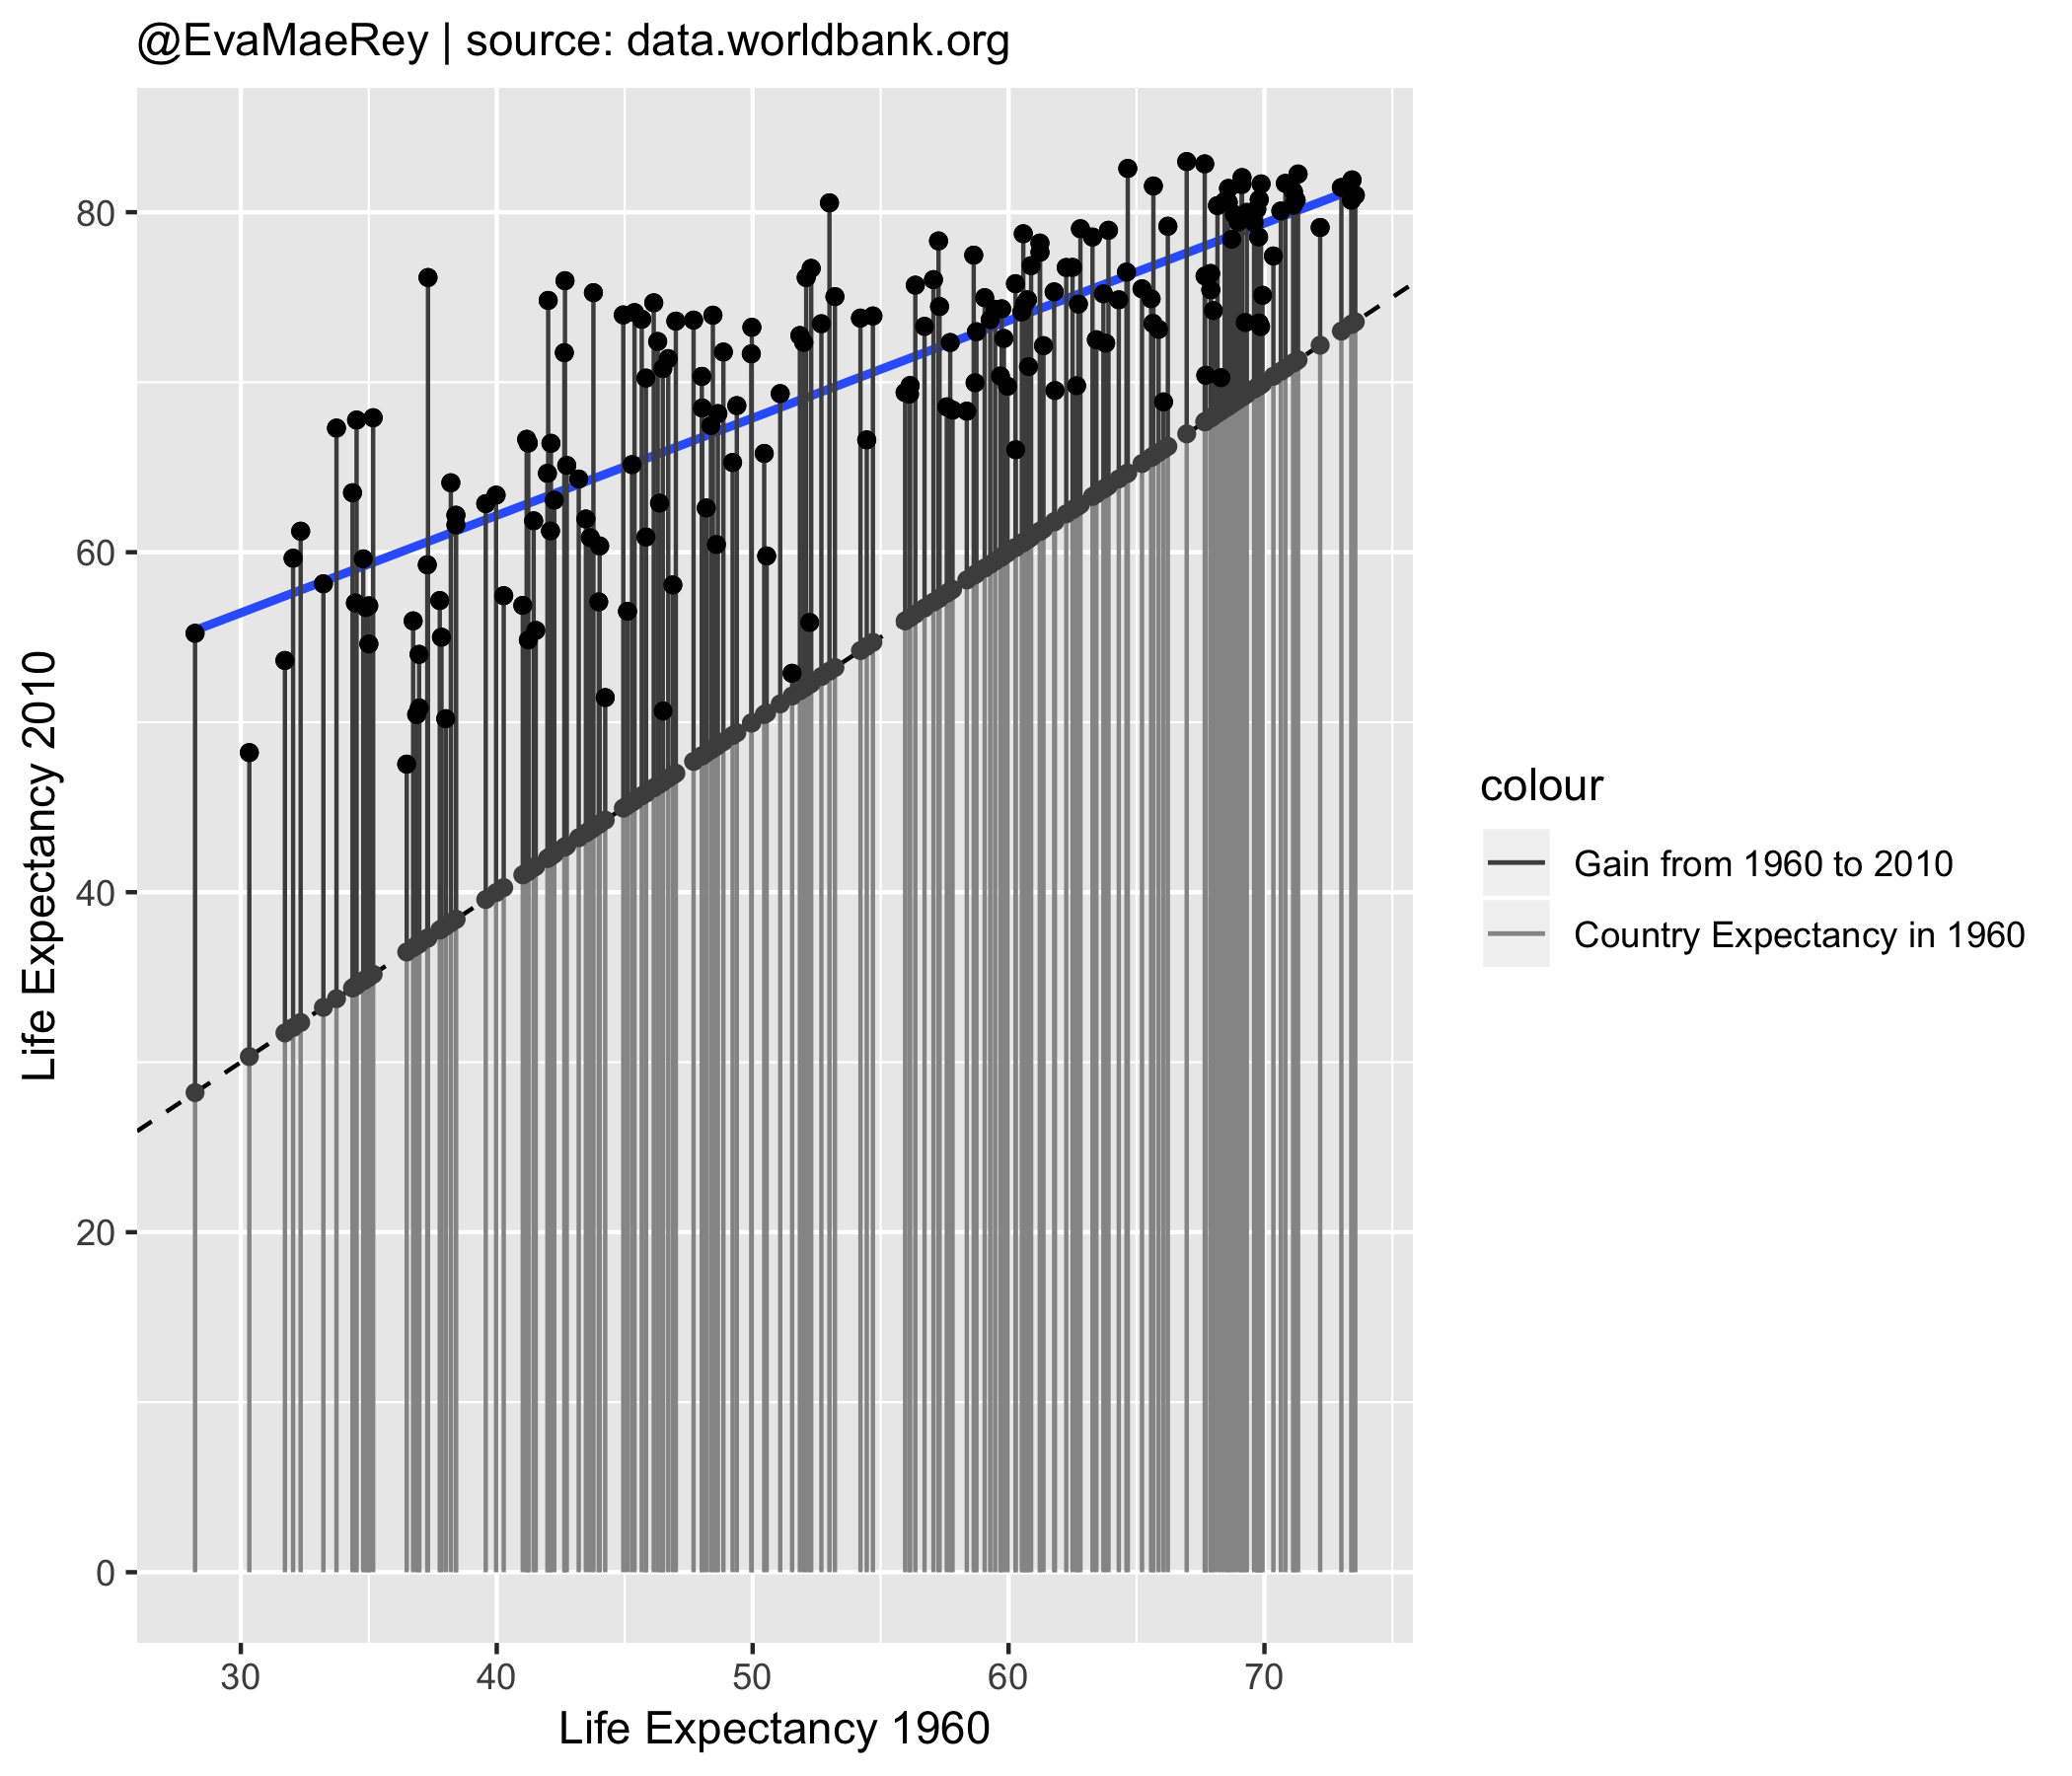 @EvaMaeRey | source: data.worldbank.org
Life Expectancy 2010
80
60
40
20
0
30 40 50 60 70
Life Expectancy 1960
colour
Gain from 1960 to 2010
Country Expectancy in 1960